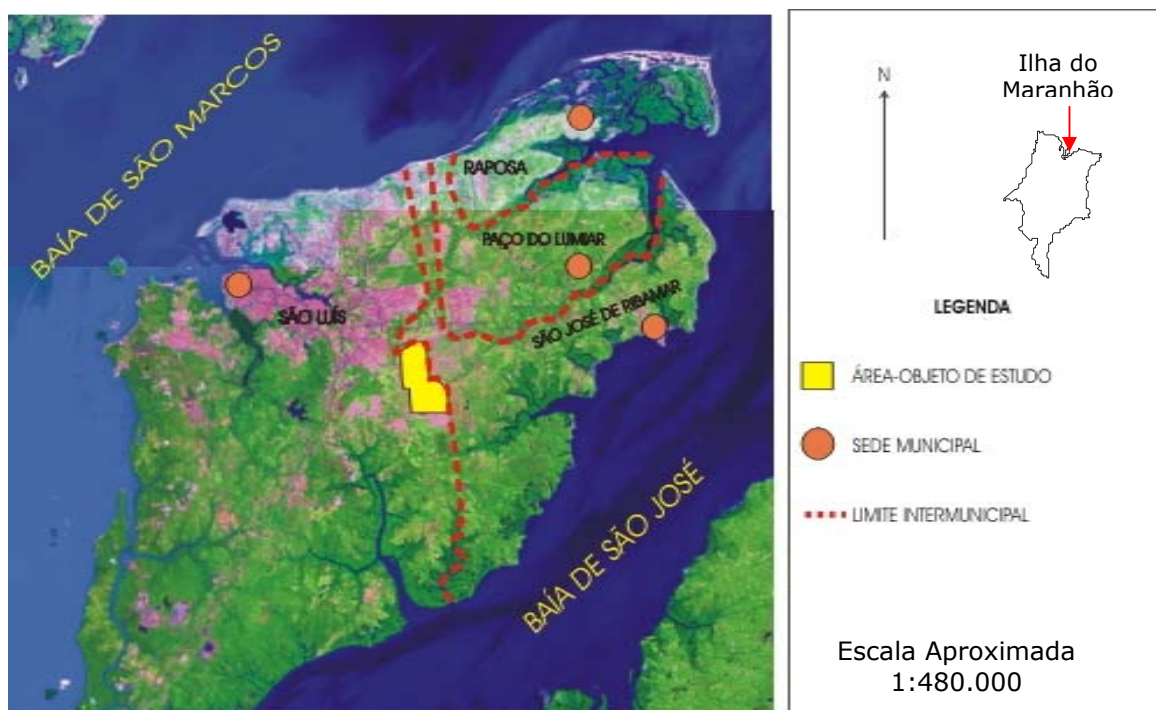 BAÍA DE SÃO MARCOS
RAPOSA
PAÇO DO LUMIAR
SÃO LUÍS
SÃO JOSÉ DE RIBAMAR
BAÍA DE SÃO JOSÉ
N
Ilha do
Maranhão
LEGENDA
ÁREA-OBJETO DE ESTUDO
SEDE MUNICIPAL
LIMITE INTERMUNICIPAL
Escala Aproximada
1:480.000